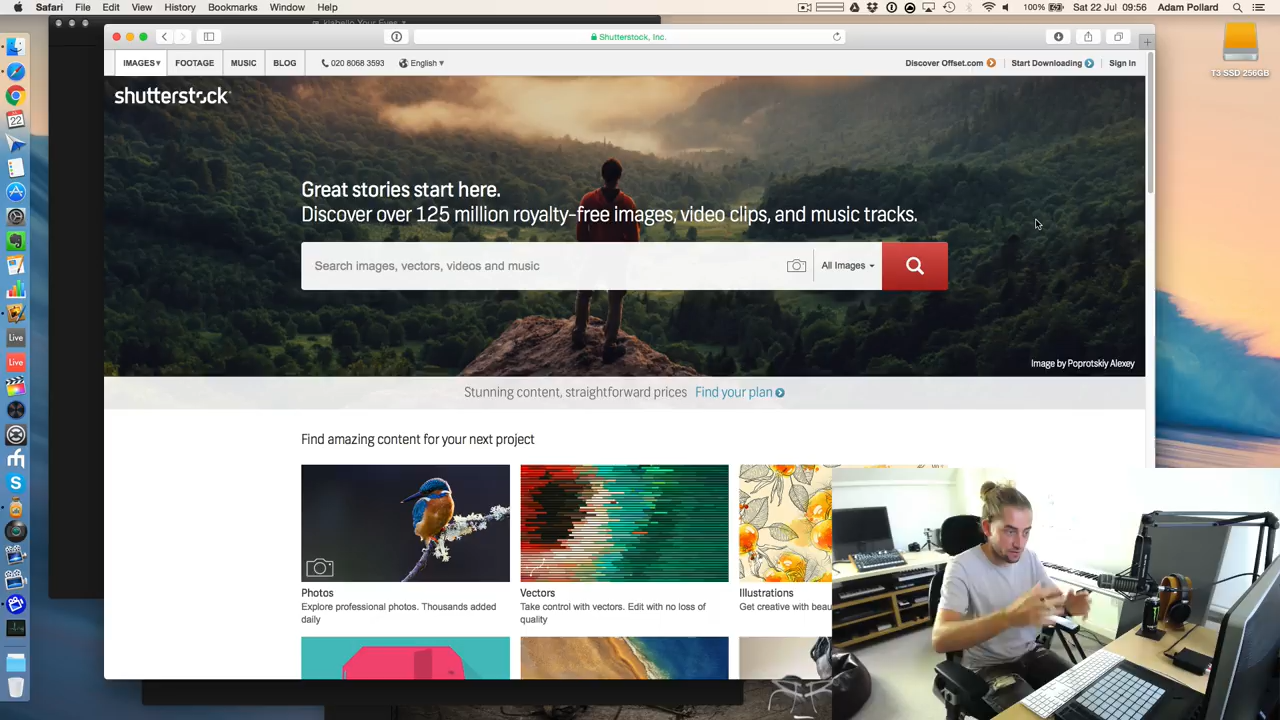 Safari File Edit View History Bookmarks Window Help
100% Sat 22 Jul 09:56 Adam Pollard
Shutterstock, Inc.
T3 SSD 256GB
IMAGES FOOTAGE MUSIC BLOG 020 8068 3593 English
Discover Offset.com Start Downloading Sign In
shutterstock
Great stories start here.
Discover over 125 million royalty-free images, video clips, and music tracks.
Search images, vectors, videos and music
All Images
Image by Poprotskiy Alexey
Stunning content, straightforward prices Find your plan
Find amazing content for your next project
Photos
Explore professional photos. Thousands added
daily
Vectors
Take control with vectors. Edit with no loss of
quality
Illustrations
Get creative with
22
Live
Live